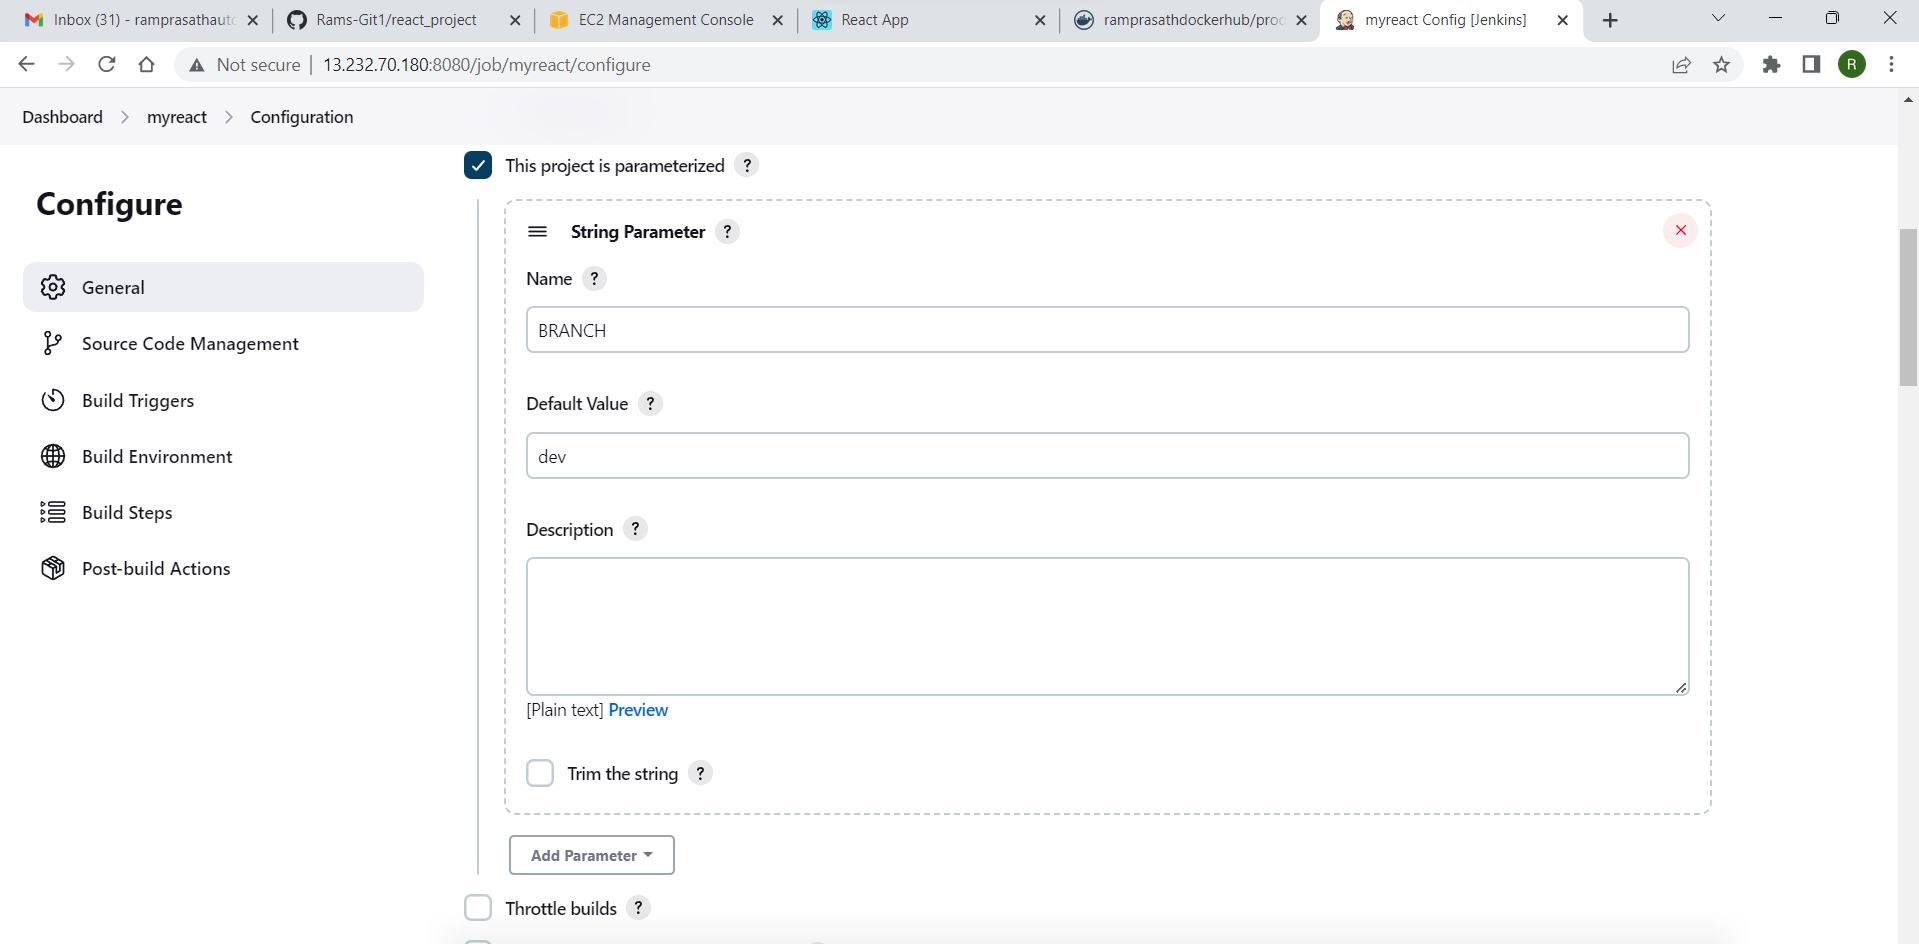 Inbox (31) - ramprasathauto
Rams-Git1/react_project
EC2 Management Console
React App
ramprasathdockerhub/prod
myreact Config [Jenkins]
Not secure
13.232.70.180:8080/job/myreact/configure
R
Dashboard
myreact
Configuration
Configure
General
Source Code Management
Build Triggers
Build Environment
Build Steps
Post-build Actions
This project is parameterized ?
String Parameter ?
Name ?
BRANCH
Default Value ?
dev
Description ?
[Plain text] Preview
Trim the string ?
Add Parameter
Throttle builds ?